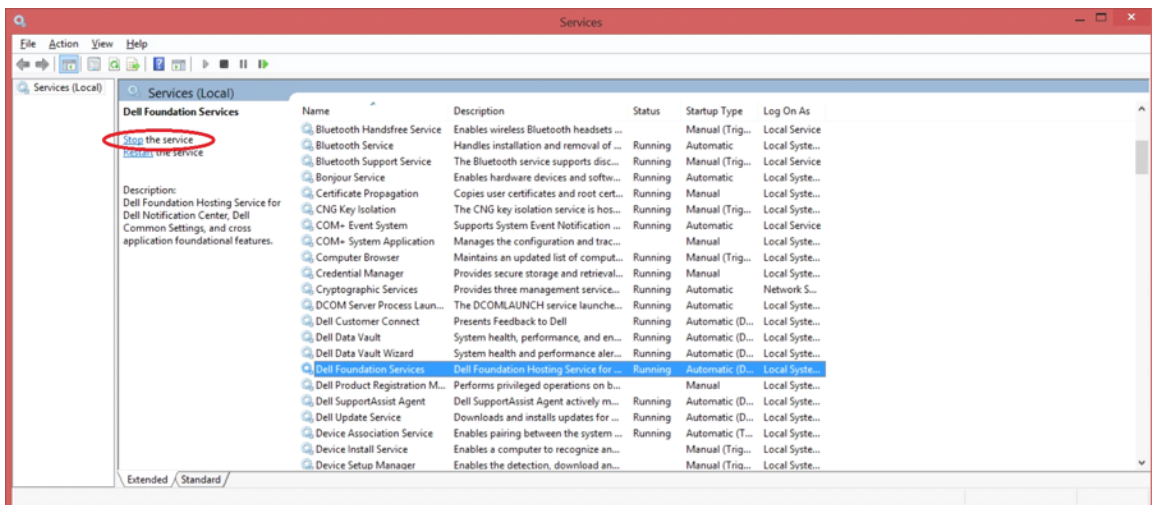 Services
File Action View Help
Services (Local)
Services (Local)
Dell Foundation Services
Stop the service
Restart the service
Description:
Dell Foundation Hosting Service for
Dell Notification Center, Dell
Common Settings, and cross
application foundational features.
Name Description Status Startup Type Log On As
Bluetooth Handsfree Service Enables wireless Bluetooth headsets ... Manual (Trig... Local Service
Bluetooth Service Handles installation and removal of ... Running Automatic Local Syste...
Bluetooth Support Service The Bluetooth service supports disc... Running Manual (Trig... Local Service
Bonjour Service Enables hardware devices and softw... Running Automatic Local Syste...
Certificate Propagation Copies user certificates and root cert... Running Manual Local Syste...
CNG Key Isolation The CNG key isolation service is hos... Running Manual (Trig... Local Syste...
COM+ Event System Supports System Event Notification ... Running Automatic Local Service
COM+ System Application Manages the configuration and trac... Manual Local Syste...
Computer Browser Maintains an updated list of comput... Running Manual (Trig... Local Syste...
Credential Manager Provides secure storage and retrieval... Running Manual Local Syste...
Cryptographic Services Provides three management service... Running Automatic Network S...
DCOM Server Process Laun... The DCOMLAUNCH service launche... Running Automatic Local Syste...
Dell Customer Connect Presents Feedback to Dell Running Automatic (D... Local Syste...
Dell Data Vault System health, performance, and en... Running Automatic (D... Local Syste...
Dell Data Vault Wizard System health and performance aler... Running Automatic (D... Local Syste...
Dell Foundation Services Dell Foundation Hosting Service for ... Running Automatic (D... Local Syste...
Dell Product Registration M... Performs privileged operations on b... Manual Local Syste...
Dell SupportAssist Agent Dell SupportAssist Agent actively m... Running Automatic (D... Local Syste...
Dell Update Service Downloads and installs updates for ... Running Automatic (D... Local Syste...
Device Association Service Enables pairing between the system ... Running Automatic (T... Local Syste...
Device Install Service Enables a computer to recognize an... Manual (Trig... Local Syste...
Device Setup Manager Enables the detection, download an... Manual (Trig... Local Syste...
Extended Standard